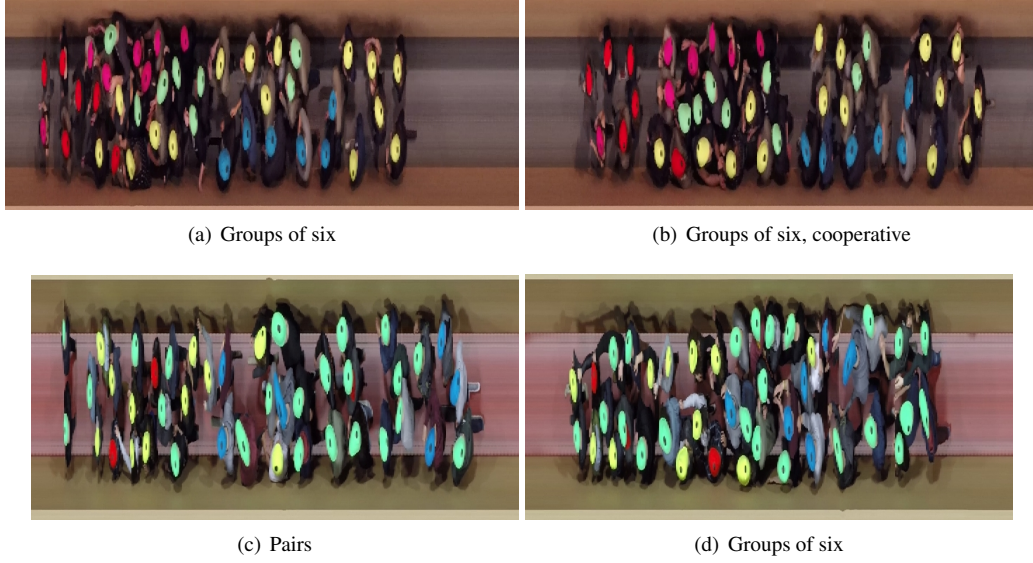 (a) Groups of six
(b) Groups of six, cooperative
(c) Pairs
(d) Groups of six